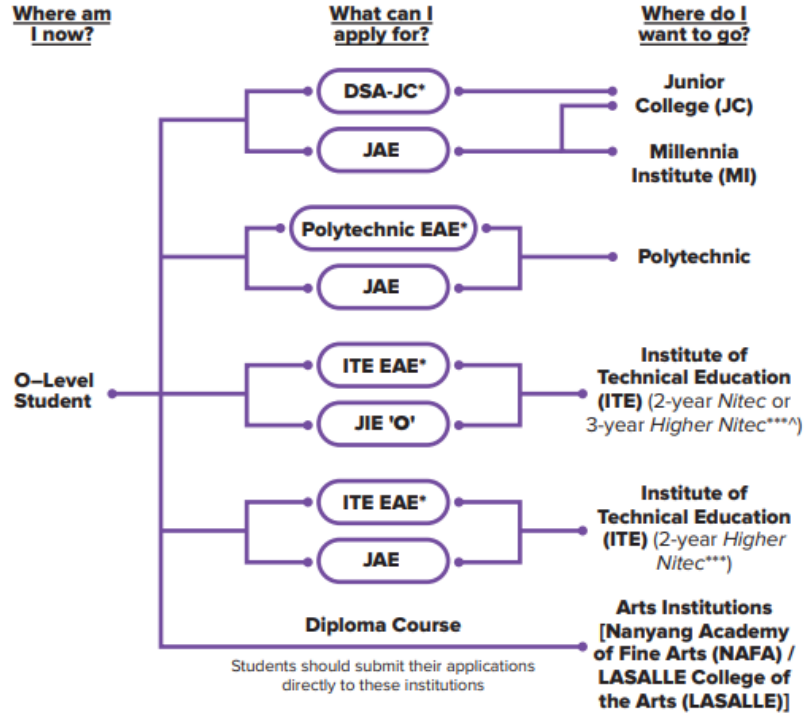 Where am
I now?
What can I
apply for?
Where do I
want to go?
O–Level
Student
DSA-JC*
JAE
Junior
College (JC)
Millennia
Institute (MI)
Polytechnic EAE*
JAE
Polytechnic
ITE EAE*
JIE 'O'
Institute of
Technical Education
(ITE) (2-year Nitec or
3-year Higher Nitec***^)
ITE EAE*
JAE
Institute of
Technical Education
(ITE) (2-year Higher
Nitec***)
Diploma Course
Students should submit their applications
directly to these institutions
Arts Institutions
[Nanyang Academy
of Fine Arts (NAFA) /
LASALLE College of
the Arts (LASALLE)]